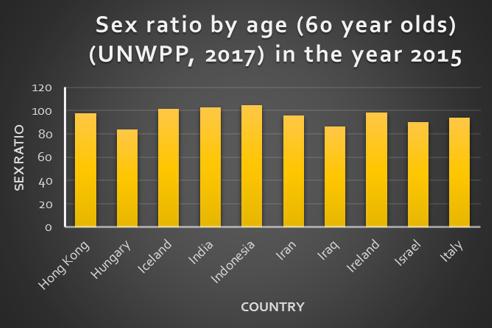 Sex ratio by age (60 year olds)
(UNWPP, 2017) in the year 2015
120
100
80
60
40
20
0
SEX RATIO
Hong Kong
Hungary
Iceland
India
Indonesia
Iran
Iraq
Ireland
Israel
Italy
COUNTRY